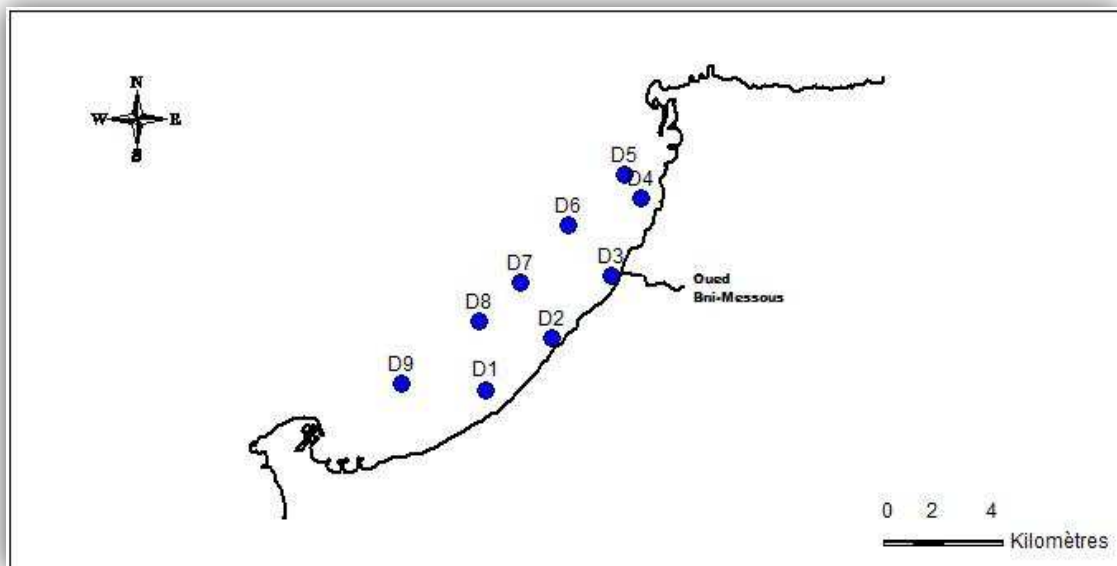 N
W E
S
D5
D4
D6
D3
D7
Oued
Bni-Messous
D8
D2
D9
D1
0 2 4
Kilomètres